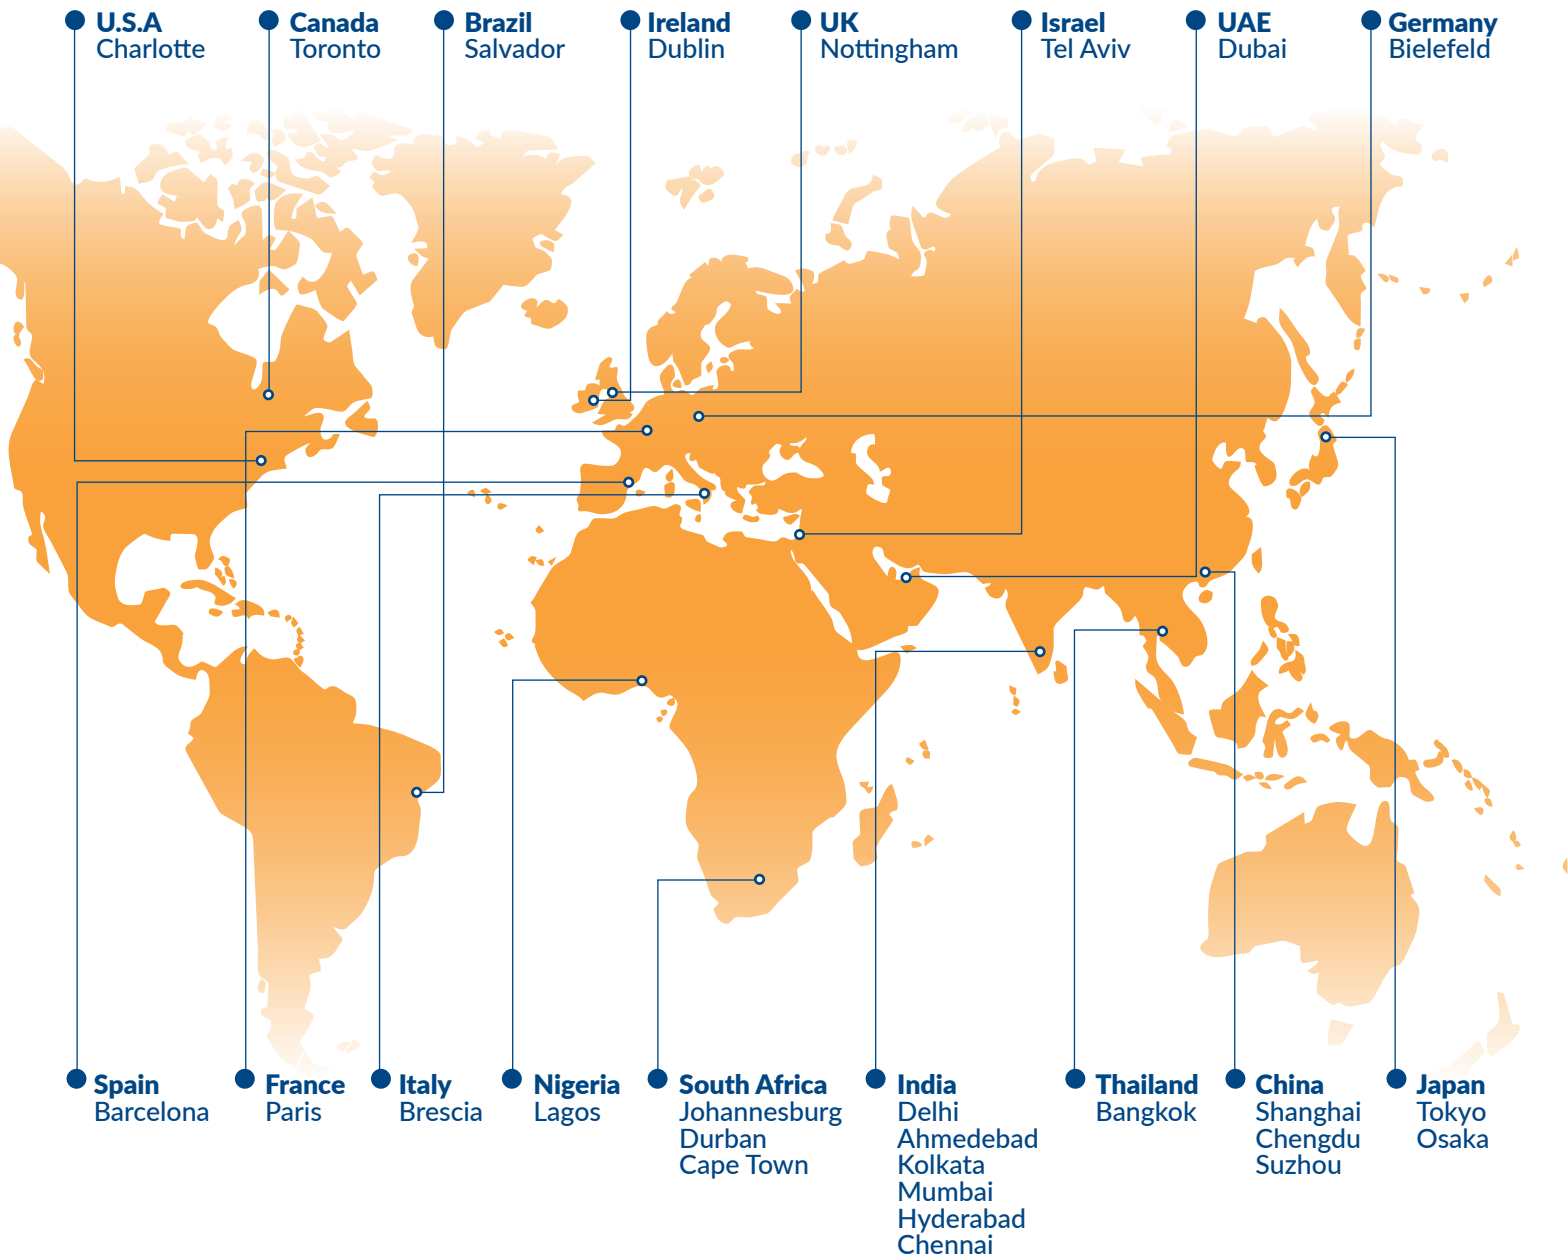 U.S.A
Charlotte
Canada
Toronto
Brazil
Salvador
Ireland
Dublin
UK
Nottingham
Israel
Tel Aviv
UAE
Dubai
Germany
Bielefeld
Spain
Barcelona
France
Paris
Italy
Brescia
Nigeria
Lagos
South Africa
Johannesburg
Durban
Cape Town
India
Delhi
Ahmedebad
Kolkata
Mumbai
Hyderabad
Chennai
Thailand
Bangkok
China
Shanghai
Chengdu
Suzhou
Japan
Tokyo
Osaka